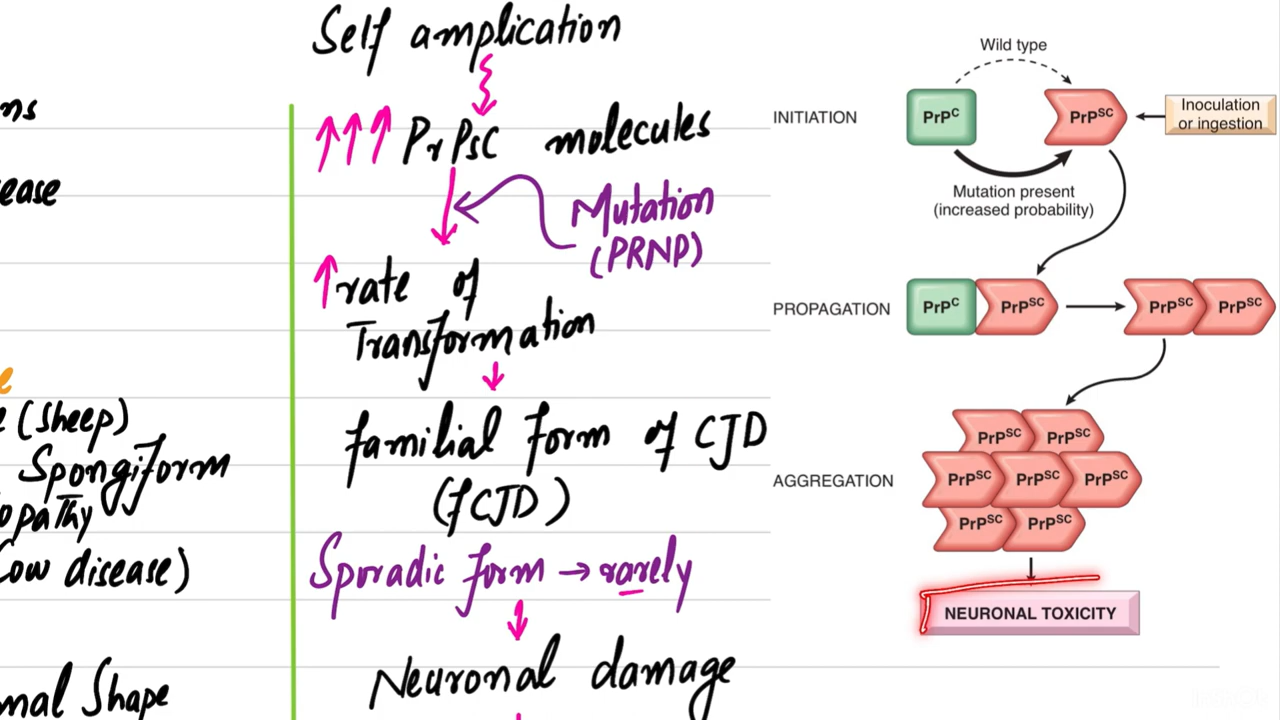 ns
ease
e
(sheep)
Spongiform
opathy
Cow disease)
mal Shape
Self amplication
PrPsc molecules
Mutation
(PRNP)
rate of
Transformation
familial form of CJD
(fCJD)
Sporadic form → rarely
Neuronal damage
Wild type
INITIATION
PrPC
PrPSC
Inoculation
or ingestion
Mutation present
(increased probability)
PROPAGATION
PrPC PrPSC PrPSC PrPSC
PrPSC PrPSC
AGGREGATION
PrPSC PrPSC PrPSC
PrPSC PrPSC
NEURONAL TOXICITY